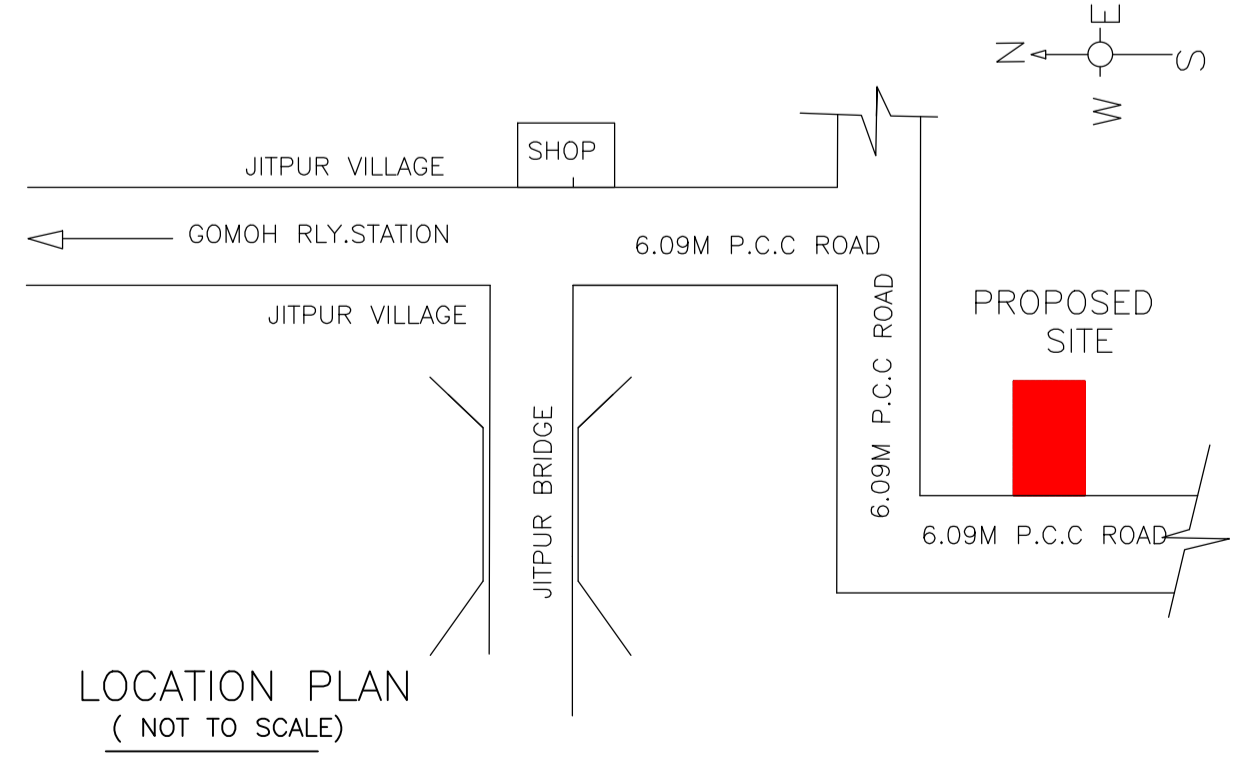 E
N
S
W
SHOP
JITPUR VILLAGE
GOMOH RLY.STATION
6.09M P.C.C ROAD
JITPUR VILLAGE
6.09M P.C.C ROAD
PROPOSED
SITE
JITPUR BRIDGE
6.09M P.C.C ROAD
LOCATION PLAN
( NOT TO SCALE)